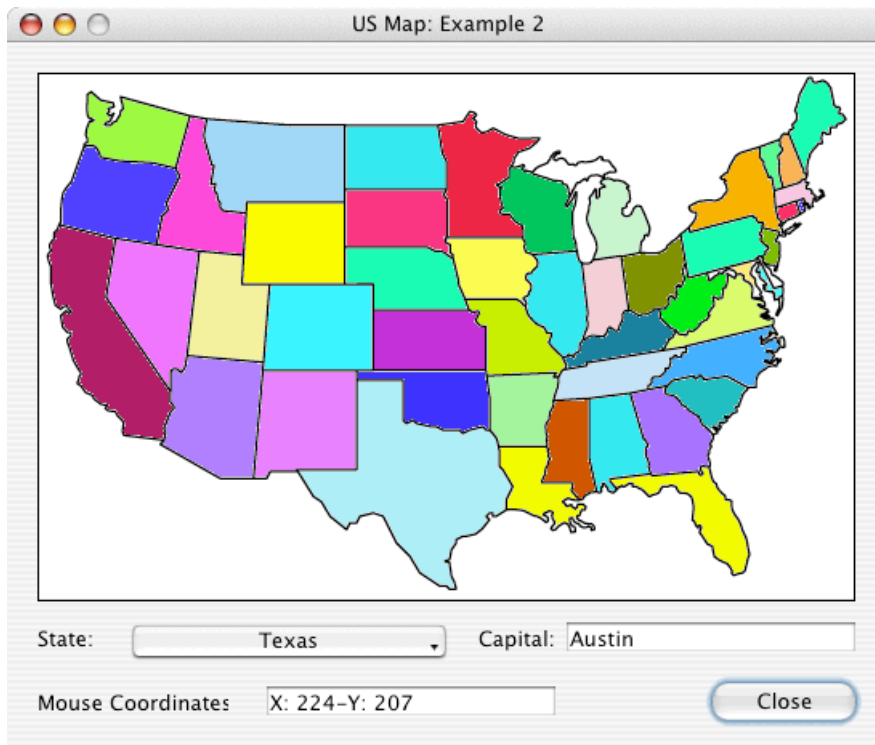 US Map: Example 2
State: Texas Capital: Austin
Mouse Coordinates X: 224-Y: 207 Close